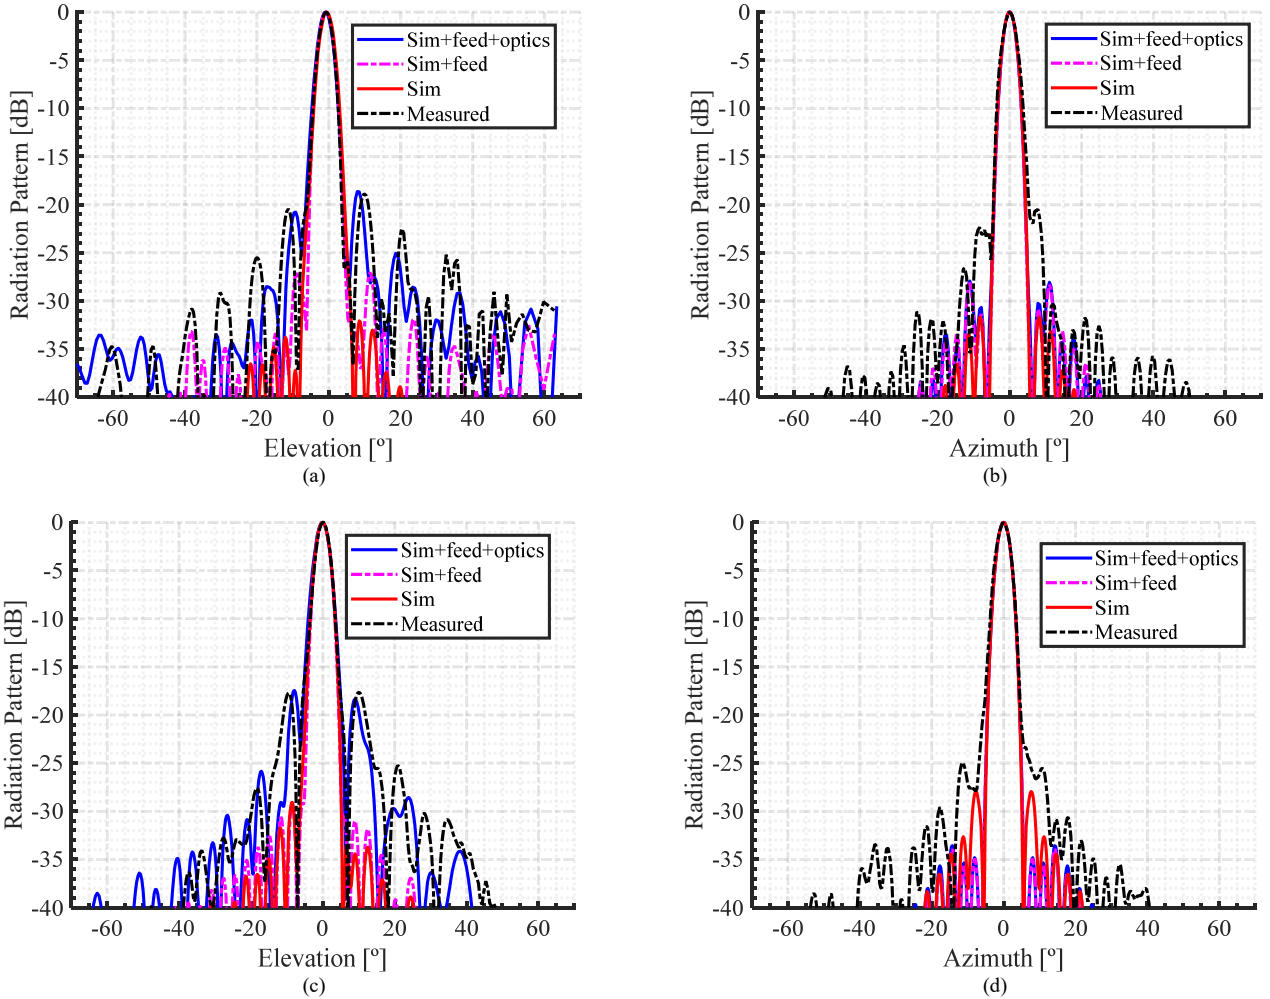 0
-5
-10
-15
-20
-25
-30
-35
-40
Radiation Pattern [dB]
Sim+feed+optics
Sim+feed
Sim
Measured
-60 -40 -20 0 20 40 60
Elevation [º]
(a)
0
-5
-10
-15
-20
-25
-30
-35
-40
Radiation Pattern [dB]
Sim+feed+optics
Sim+feed
Sim
Measured
-60 -40 -20 0 20 40 60
Azimuth [º]
(b)
0
-5
-10
-15
-20
-25
-30
-35
-40
Radiation Pattern [dB]
Sim+feed+optics
Sim+feed
Sim
Measured
-60 -40 -20 0 20 40 60
Elevation [º]
(c)
0
-5
-10
-15
-20
-25
-30
-35
-40
Radiation Pattern [dB]
Sim+feed+optics
Sim+feed
Sim
Measured
-60 -40 -20 0 20 40 60
Azimuth [º]
(d)